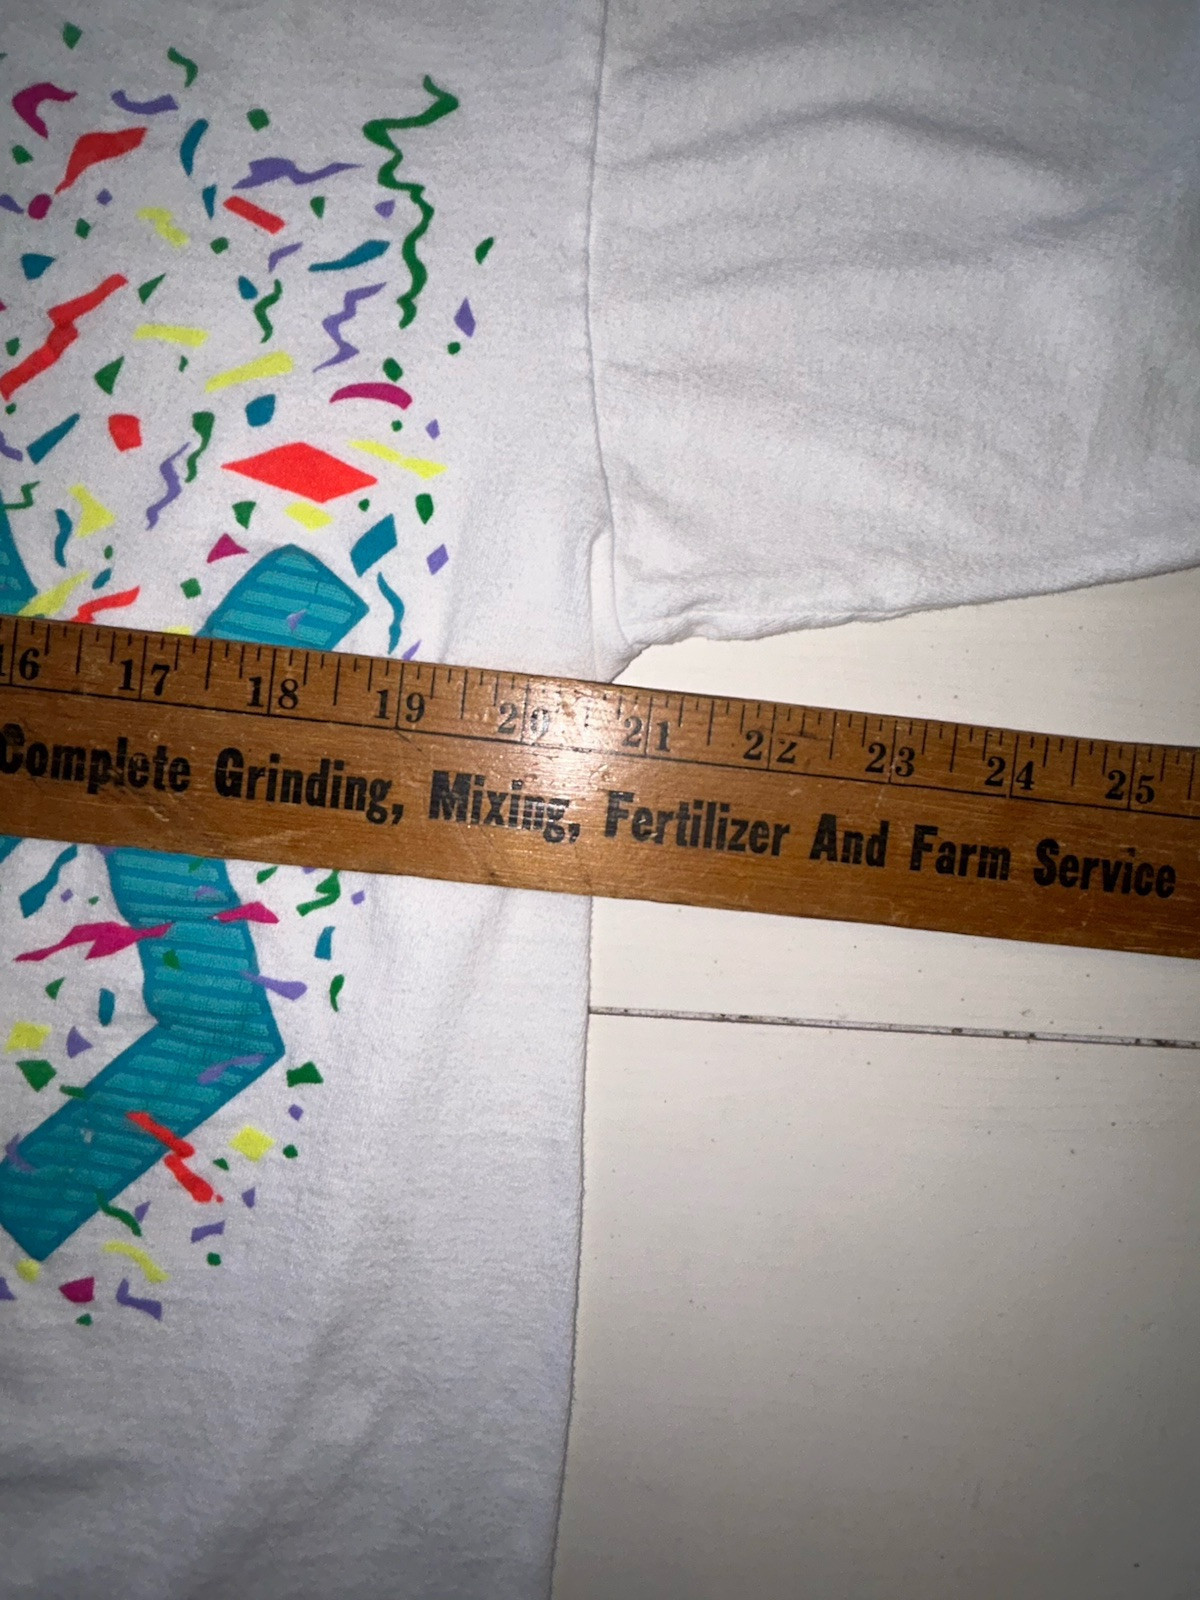 16 17 18 19 20 21 22 23 24 25
Complete Grinding, Mixing, Fertilizer And Farm Service